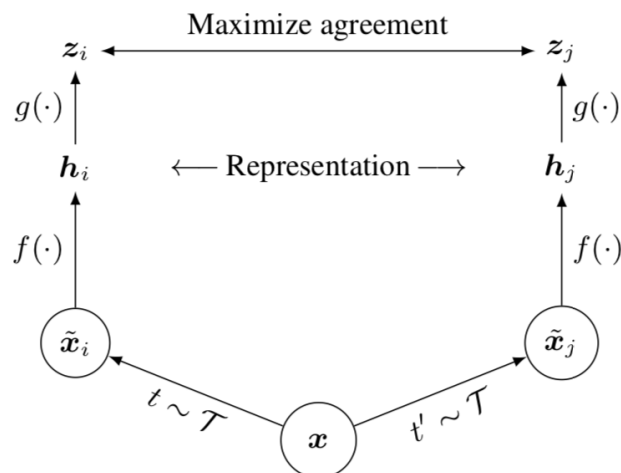 Maximize agreement
z_i z_j
g(·) g(·)
h_i ← Representation → h_j
f(·) f(·)
x̃_i x̃_j
t ~ 𝒯 t' ~ 𝒯
x